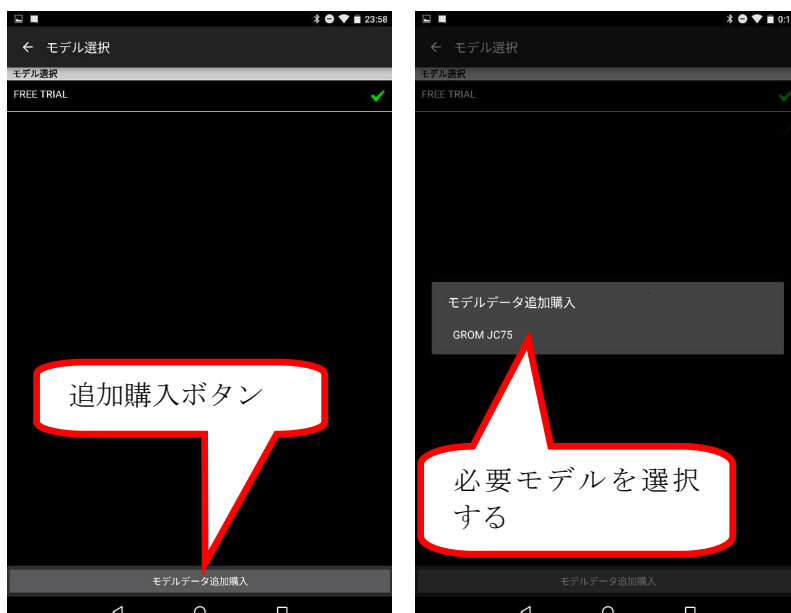 23:58
モデル選択
モデル選択
FREE TRIAL
追加購入ボタン
モデルデータ追加購入
モデル選択
モデル選択
FREE TRIAL
モデルデータ追加購入
GROM JC75
必要モデルを選択
する
モデルデータ追加購入